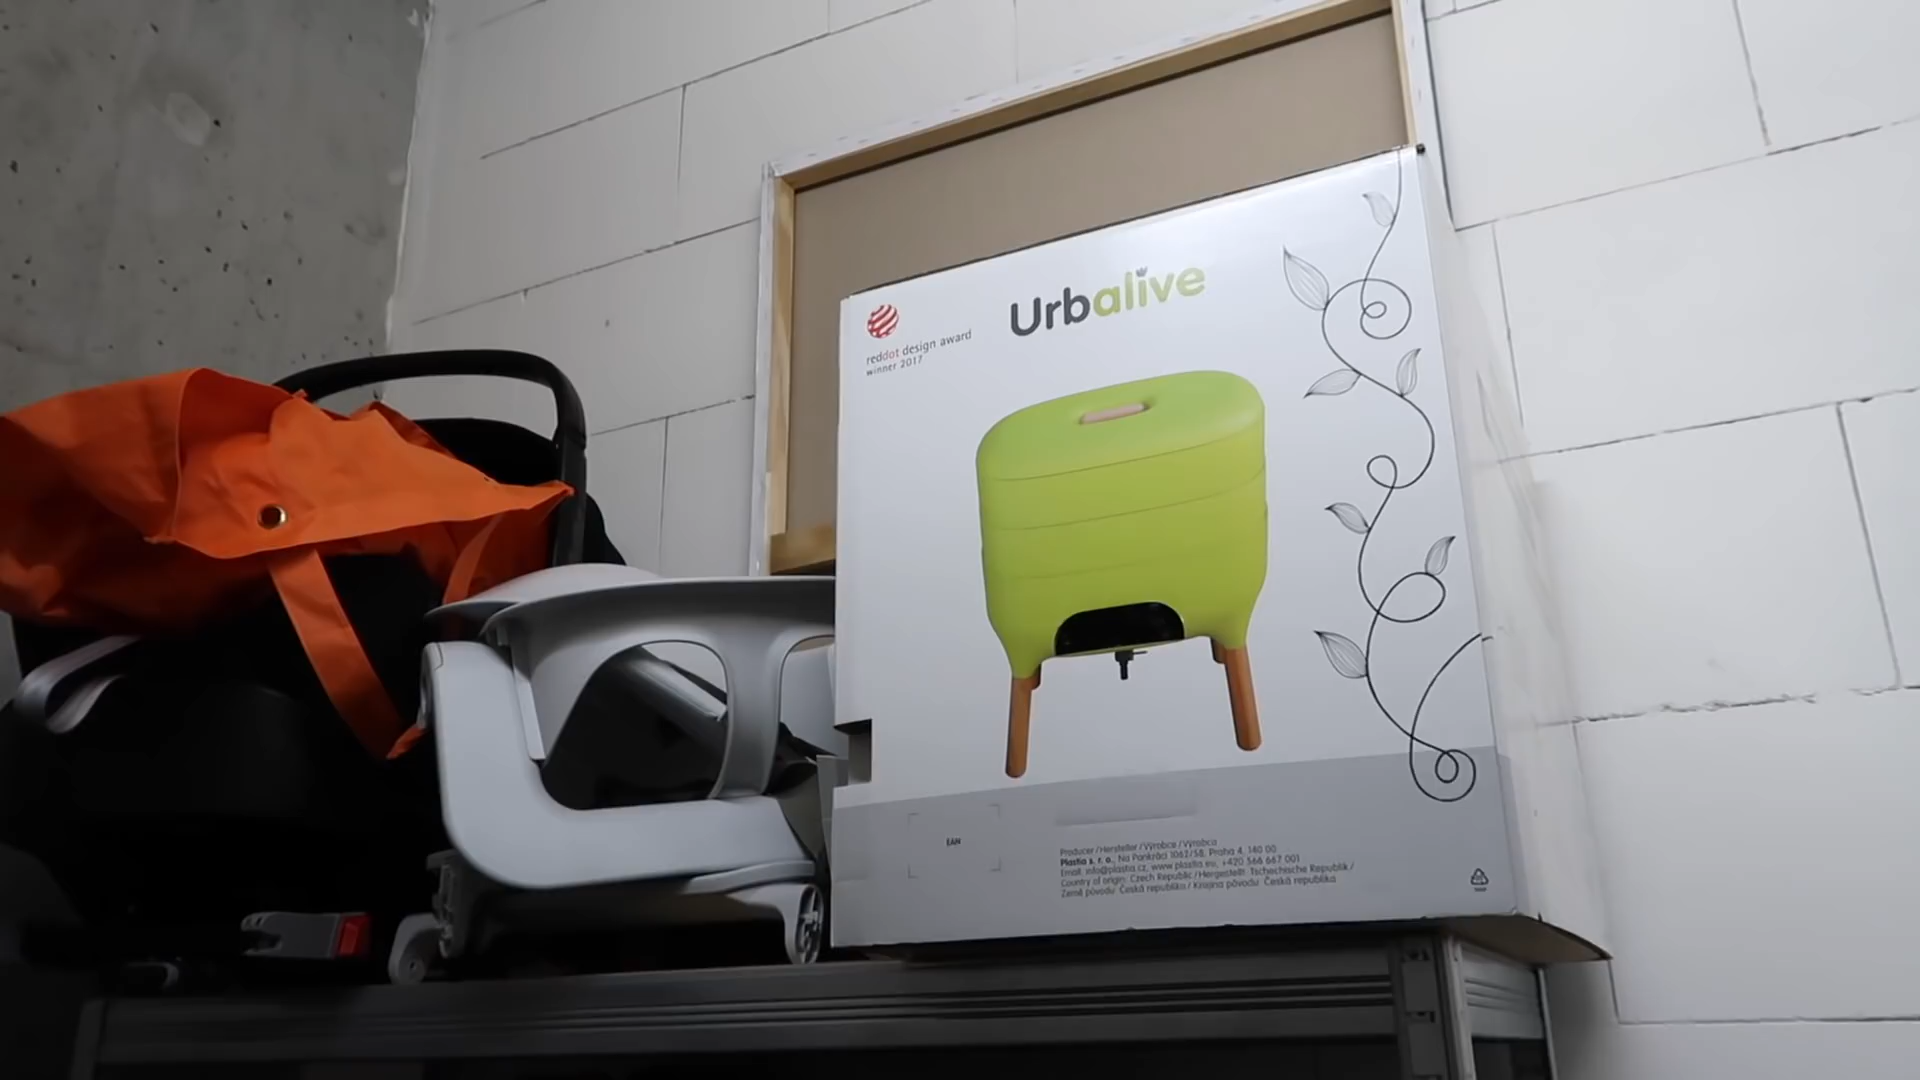 Urbalive
reddot design award
winner 2017
EAN
Producer/Hersteller/Výrobce/Výrobca
Plastia s. r. o., Na Pankráci 1062/58, Praha 4, 140 00
Email: info@plastia.cz, www.plastia.eu, +420 566 667 001
Country of origin: Czech Republic/Hergestellt: Tschechische Republik/
Země původu: Česká republika/Krajina pôvodu: Česká republika